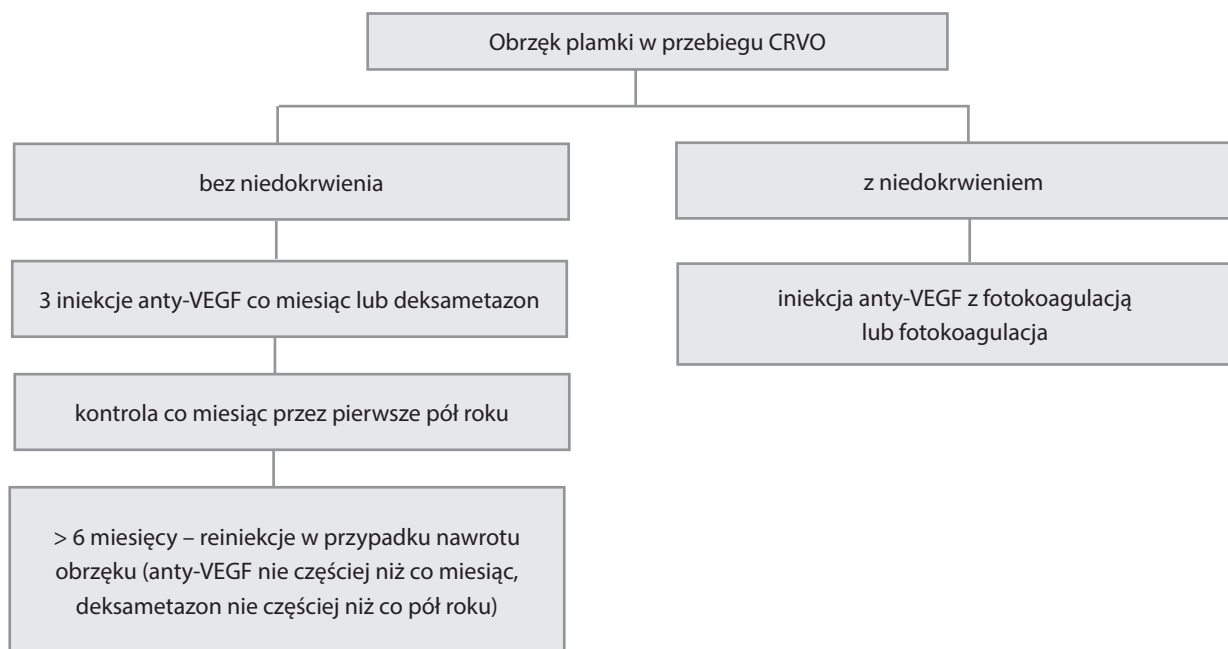 Obrzęk plamki w przebiegu CRVO
bez niedokrwienia
z niedokrwieniem
3 iniekcje anty-VEGF co miesiąc lub deksametazon
iniekcja anty-VEGF z fotokoagulacją
lub fotokoagulacja
kontrola co miesiąc przez pierwsze pół roku
> 6 miesięcy – reiniekcje w przypadku nawrotu
obrzęku (anty-VEGF nie częściej niż co miesiąc,
deksametazon nie częściej niż co pół roku)